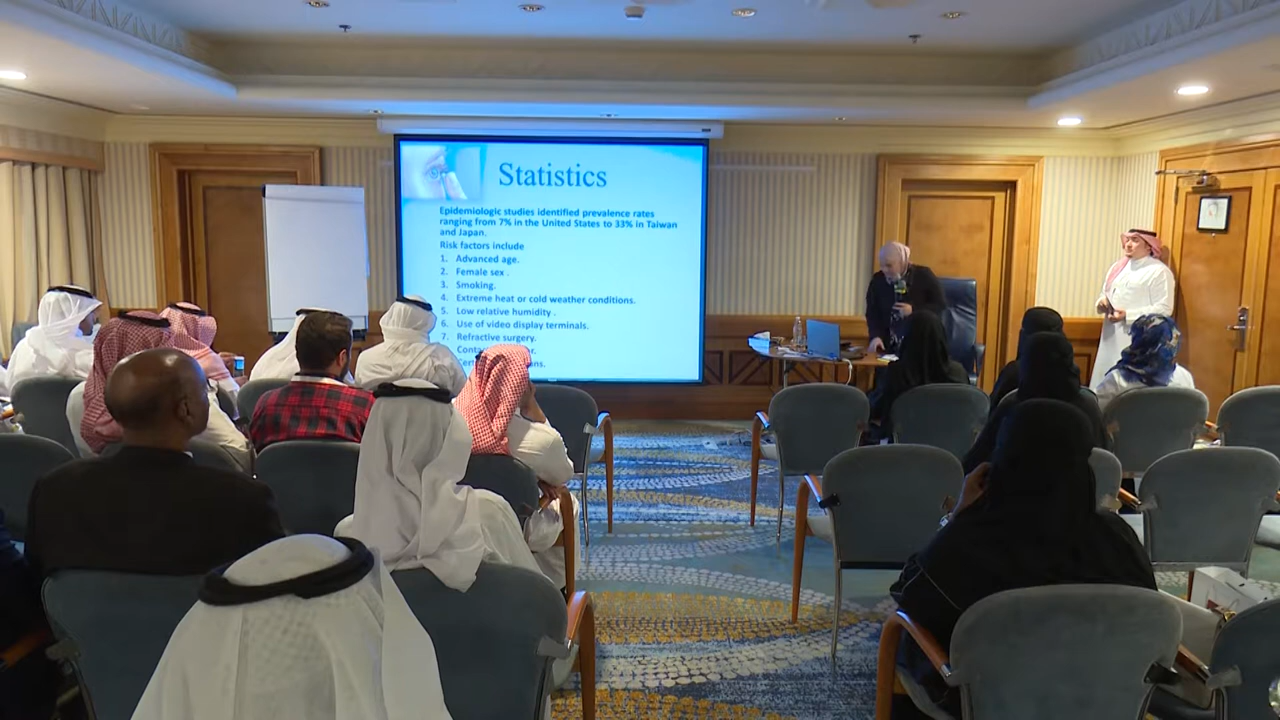 Statistics
Epidemiologic studies identified prevalence rates
ranging from 7% in the United States to 33% in Taiwan
and Japan.
Risk factors include
1. Advanced age.
2. Female sex .
3. Smoking.
4. Extreme heat or cold weather conditions.
5. Low relative humidity .
6. Use of video display terminals.
7. Refractive surgery.